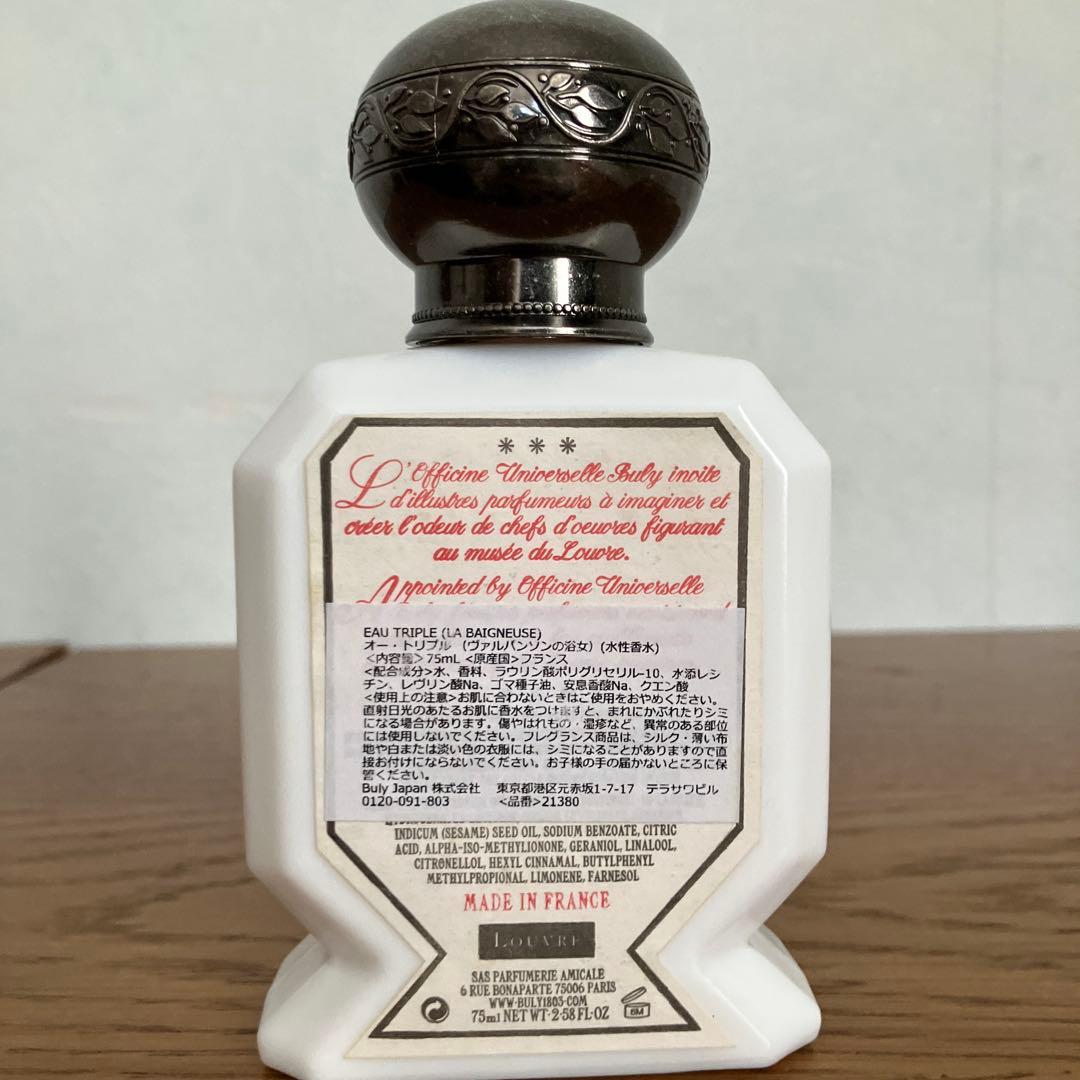 ***
L'Officine Universelle Buly invite
d'illustres parfumeurs à imaginer et
créer l'odeur de chefs d'oeuvres figurant
au musée du Louvre.
Appointed by Officine Universelle
EAU TRIPLE (LA BAIGNEUSE)
オー・トリプル （ヴァルパンソンの浴女）(水性香水)
＜内容量＞75mL ＜原産国＞フランス
＜配合成分＞水、香料、ラウリン酸ポリグリセリル-10、水添レシ
チン、レヴリン酸Na、ゴマ種子油、安息香酸Na、クエン酸
＜使用上の注意＞お肌に合わないときはご使用をおやめください。
直射日光のあたるお肌に香水をつけますと、まれにかぶれたりシミ
になる場合があります。傷やはれもの・湿疹など、異常のある部位
には使用しないでください。フレグランス商品は、シルク・薄い布
地や白または淡い色の衣服には、シミになることがありますので直
接お付けにならないでください。お子様の手の届かないところに保
管ください。
Buly Japan 株式会社 東京都港区元赤坂1-7-17 テラサワビル
0120-091-803 ＜品番＞21380
INDICUM (SESAME) SEED OIL, SODIUM BENZOATE, CITRIC
ACID, ALPHA-ISO-METHYLIONONE, GERANIOL, LINALOOL,
CITRONELLOL, HEXYL CINNAMAL, BUTYLPHENYL
METHYLPROPIONAL, LIMONENE, FARNESOL
MADE IN FRANCE
LOUVRE
SAS PARFUMERIE AMICALE
6 RUE BONAPARTE 75006 PARIS
WWW·BULY1803·COM
75ml NET WT·2·58 FL·OZ
6M